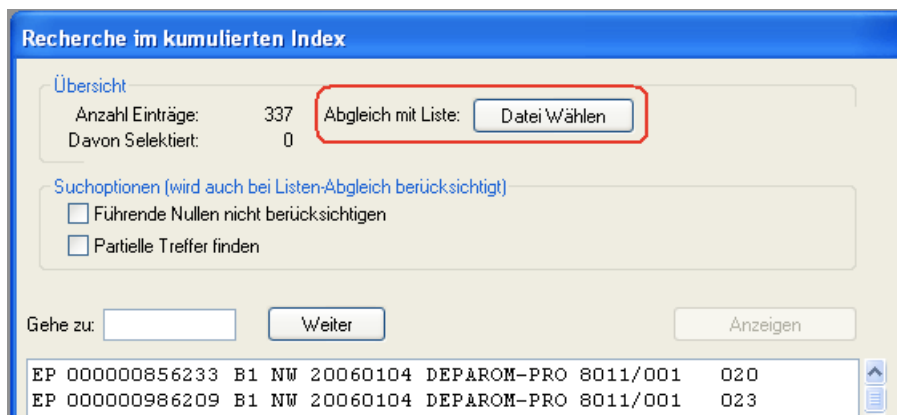 Recherche im kumulierten Index
Übersicht
Anzahl Einträge: 337 Abgleich mit Liste: Datei Wählen
Davon Selektiert: 0
Suchoptionen (wird auch bei Listen-Abgleich berücksichtigt)
Führende Nullen nicht berücksichtigen
Partielle Treffer finden
Gehe zu: Weiter Anzeigen
EP 000000856233 B1 NW 20060104 DEPAROM-PRO 8011/001 020
EP 000000986209 B1 NW 20060104 DEPAROM-PRO 8011/001 023